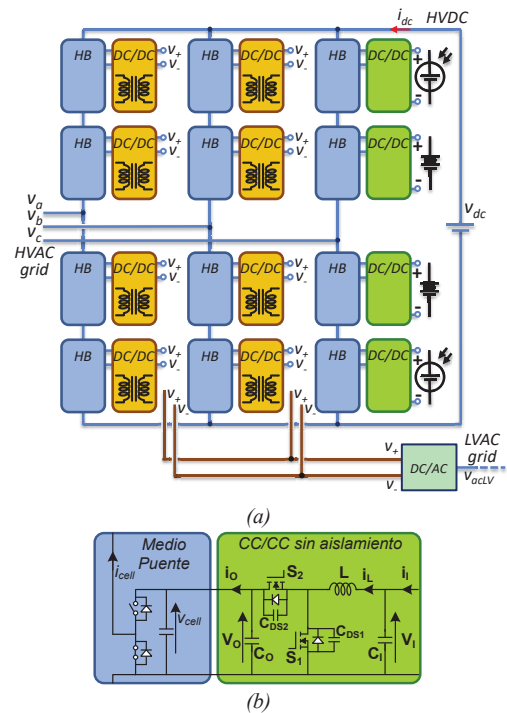 i_dc HVDC
HB DC/DC V+ HB DC/DC V+ HB DC/DC +
V- V- -
HB DC/DC V+ HB DC/DC V+ HB DC/DC
V- V-
v_a
v_b
v_c
HVAC
grid
v_dc
HB DC/DC V+ HB DC/DC V+ HB DC/DC
V- V-
HB DC/DC V+ HB DC/DC V+ HB DC/DC +
V- V- -
V+ V+
V- V-
LVAC
grid
V+
DC/AC
V- v_acLV
(a)
Medio
Puente
CC/CC sin aislamiento
i_cell
v_cell
i_O S_2 L i_L i_I
C_DS2
V_O C_O S_1 C_DS1 C_I V_I
(b)